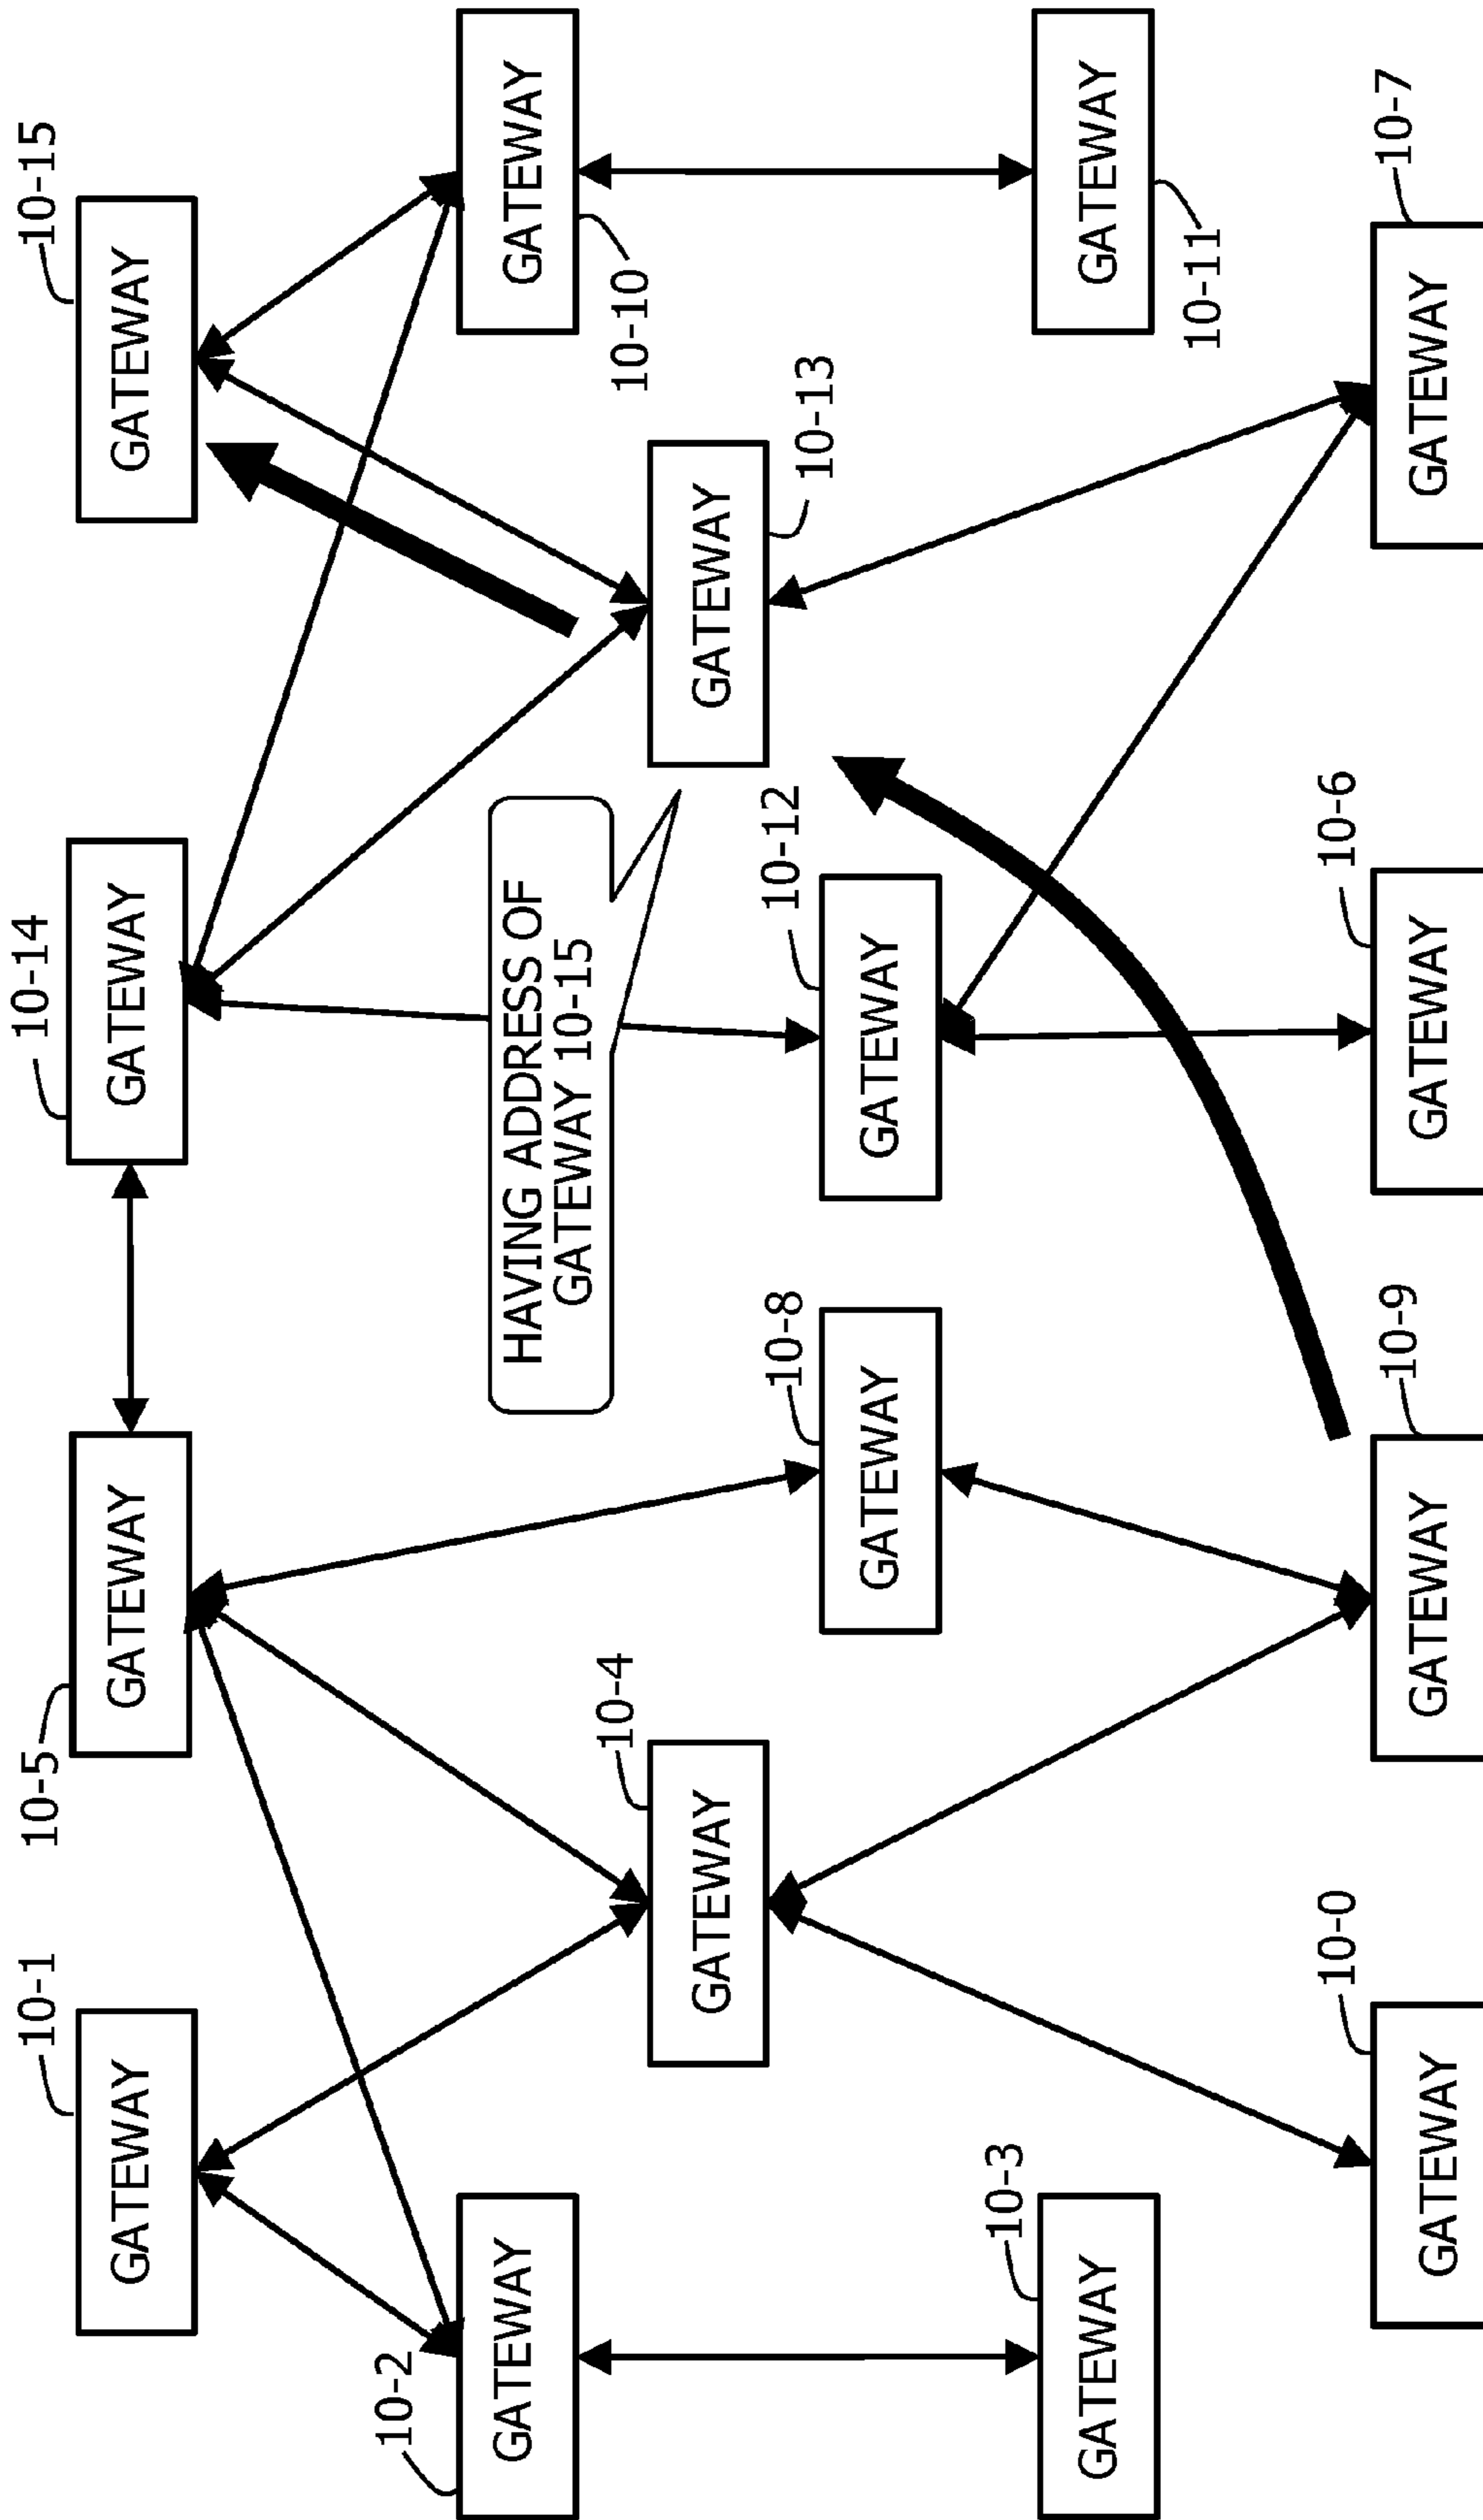 10-1
GATEWAY
10-5
GATEWAY
10-14
GATEWAY
10-15
GATEWAY
10-2
GATEWAY
HAVING ADDRESS OF
GATEWAY 10-15
GATEWAY
10-10
10-4
GATEWAY
GATEWAY
10-13
10-8
GATEWAY
10-12
GATEWAY
10-3
GATEWAY
GATEWAY
10-11
10-0
GATEWAY
10-9
GATEWAY
10-6
GATEWAY
10-7
GATEWAY